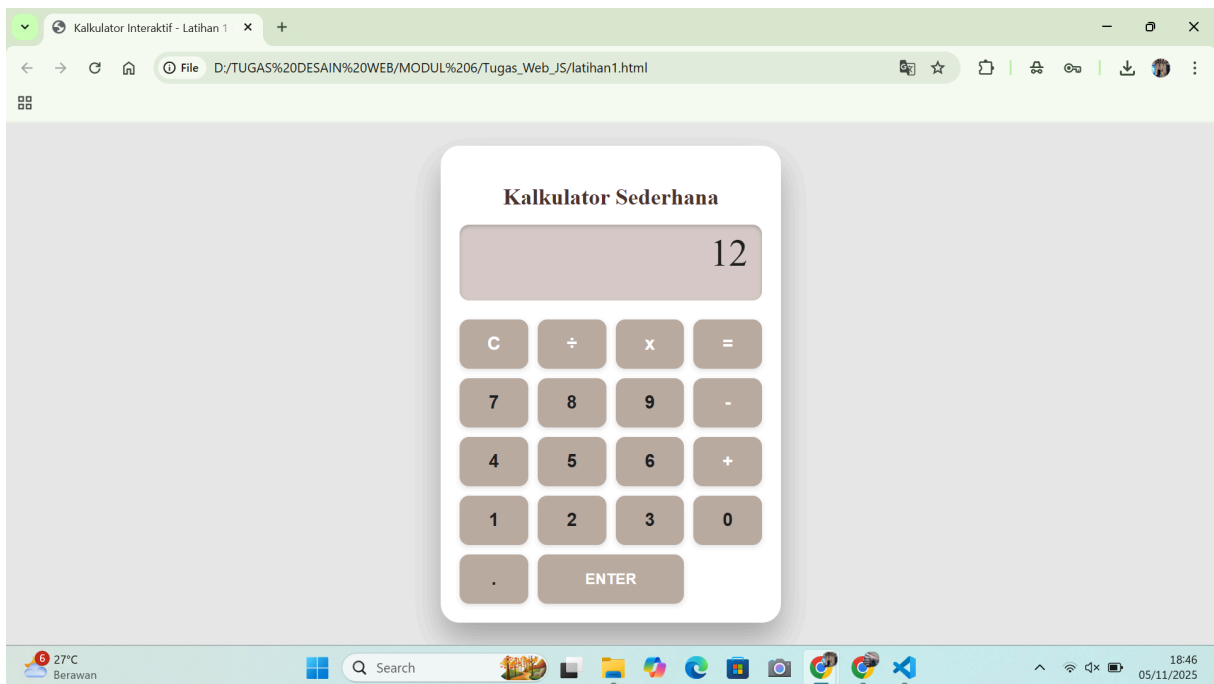 Kalkulator Interaktif - Latihan 1
File D:/TUGAS%20DESAIN%20WEB/MODUL%206/Tugas_Web_JS/latihan1.html
Kalkulator Sederhana
12
C ÷ x =
7 8 9 -
4 5 6 +
1 2 3 0
. ENTER
6 27°C
Berawan
Search
18:46
05/11/2025